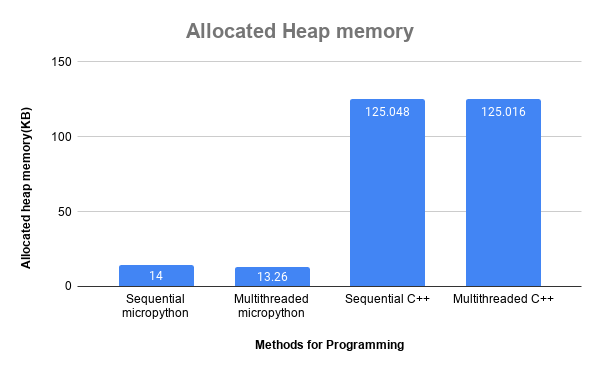 Allocated Heap memory
Allocated heap memory(KB)
150
100
50
0
14
13.26
125.048
125.016
Sequential
micropython
Multithreaded
micropython
Sequential C++
Multithreaded C++
Methods for Programming